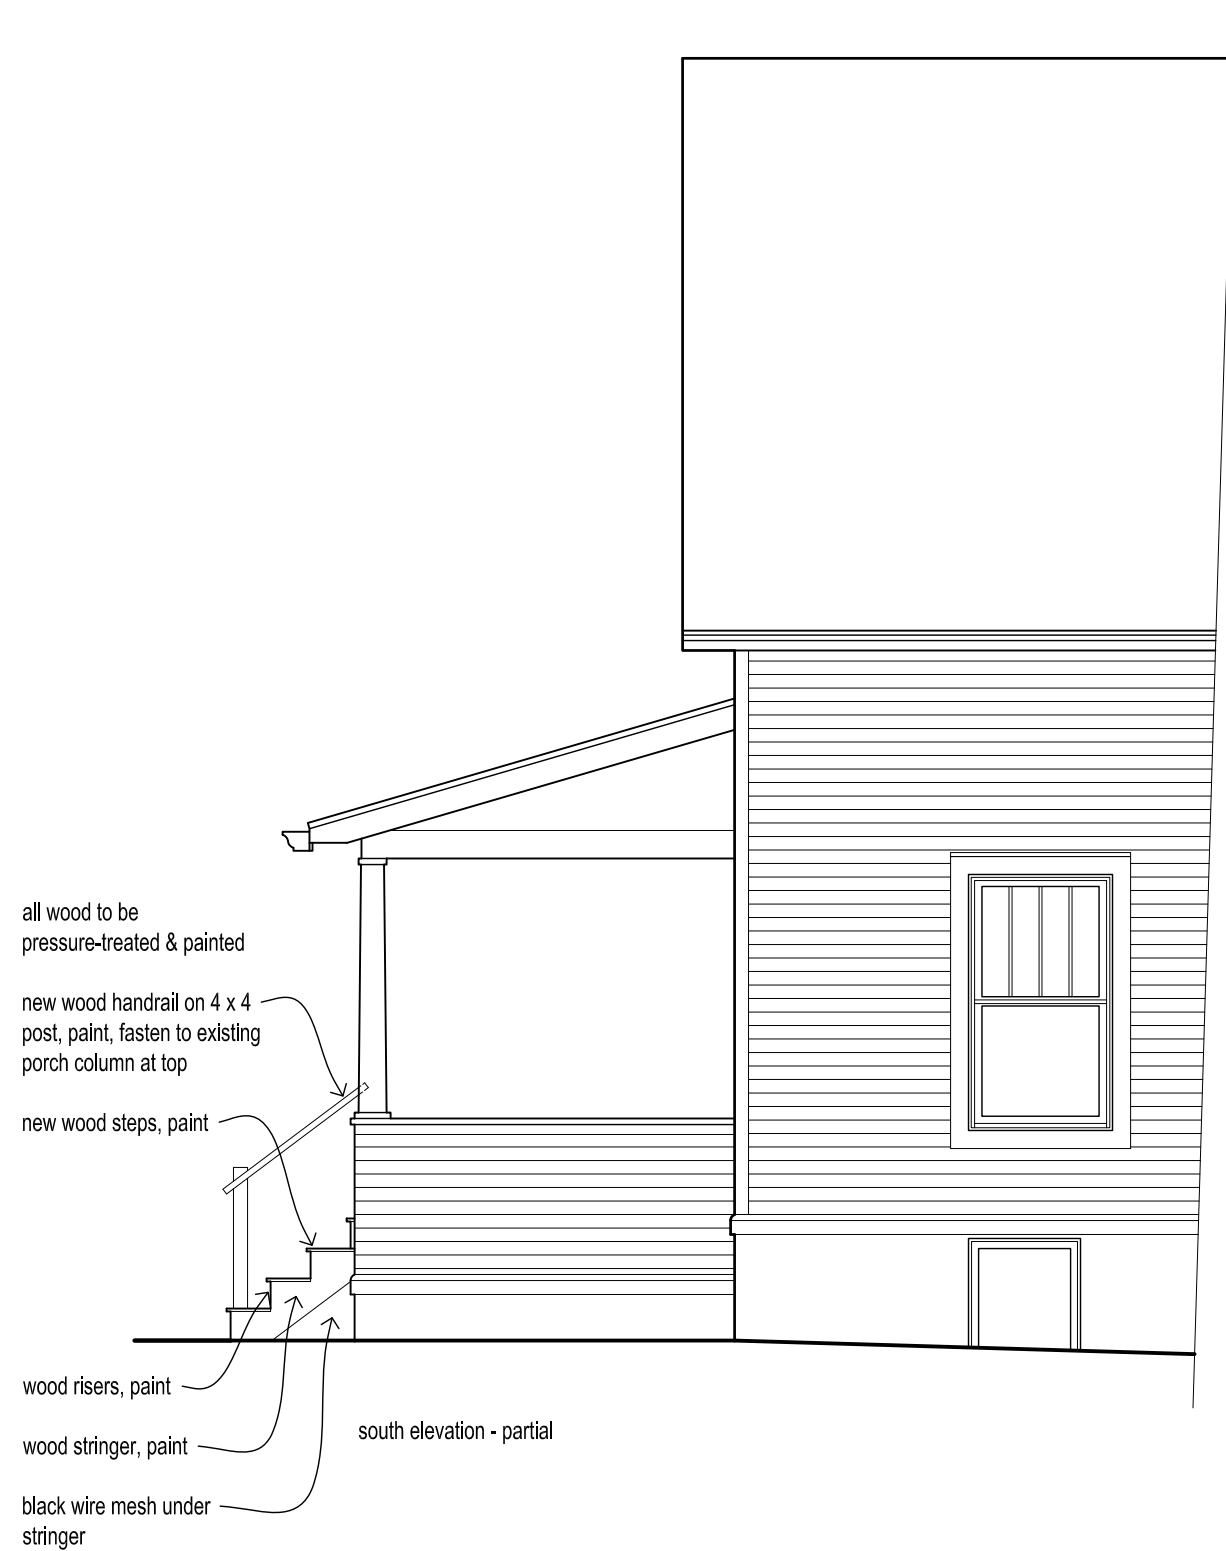 all wood to be
pressure-treated & painted
new wood handrail on 4 x 4
post, paint, fasten to existing
porch column at top
new wood steps, paint
wood risers, paint
wood stringer, paint
south elevation - partial
black wire mesh under
stringer